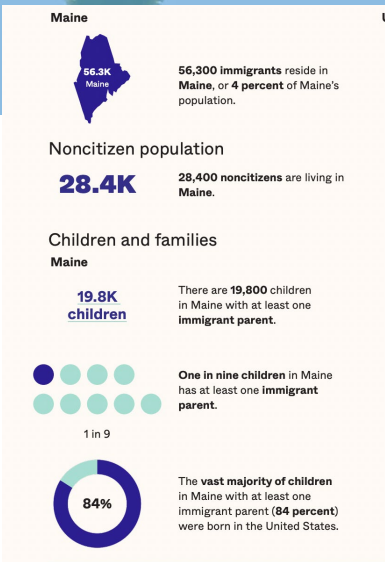 Maine
56.3K
Maine
56,300 immigrants reside in
Maine, or 4 percent of Maine's
population.
Noncitizen population
28.4K
28,400 noncitizens are living in
Maine.
Children and families
Maine
19.8K
children
There are 19,800 children
in Maine with at least one
immigrant parent.
One in nine children in Maine
has at least one immigrant
parent.
1 in 9
84%
The vast majority of children
in Maine with at least one
immigrant parent (84 percent)
were born in the United States.